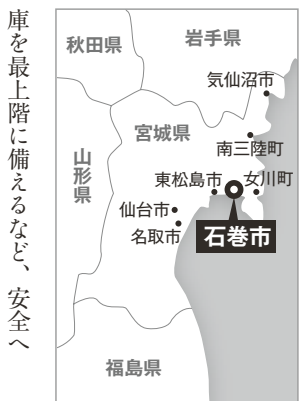 庫を最上階に備えるなど、安全へ
秋田県
岩手県
気仙沼市
宮城県
南三陸町
山形県
東松島市
女川町
仙台市
名取市
石巻市
福島県